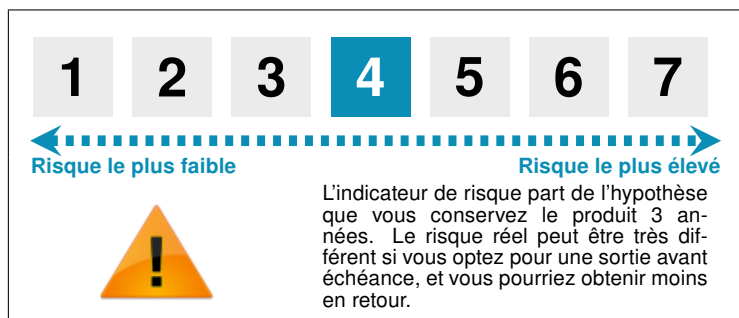 1 2 3 4 5 6 7
Risque le plus faible Risque le plus élevé
L'indicateur de risque part de l'hypothèse
que vous conservez le produit 3 an-
nées. Le risque réel peut être très dif-
férent si vous optez pour une sortie avant
échéance, et vous pourriez obtenir moins
en retour.